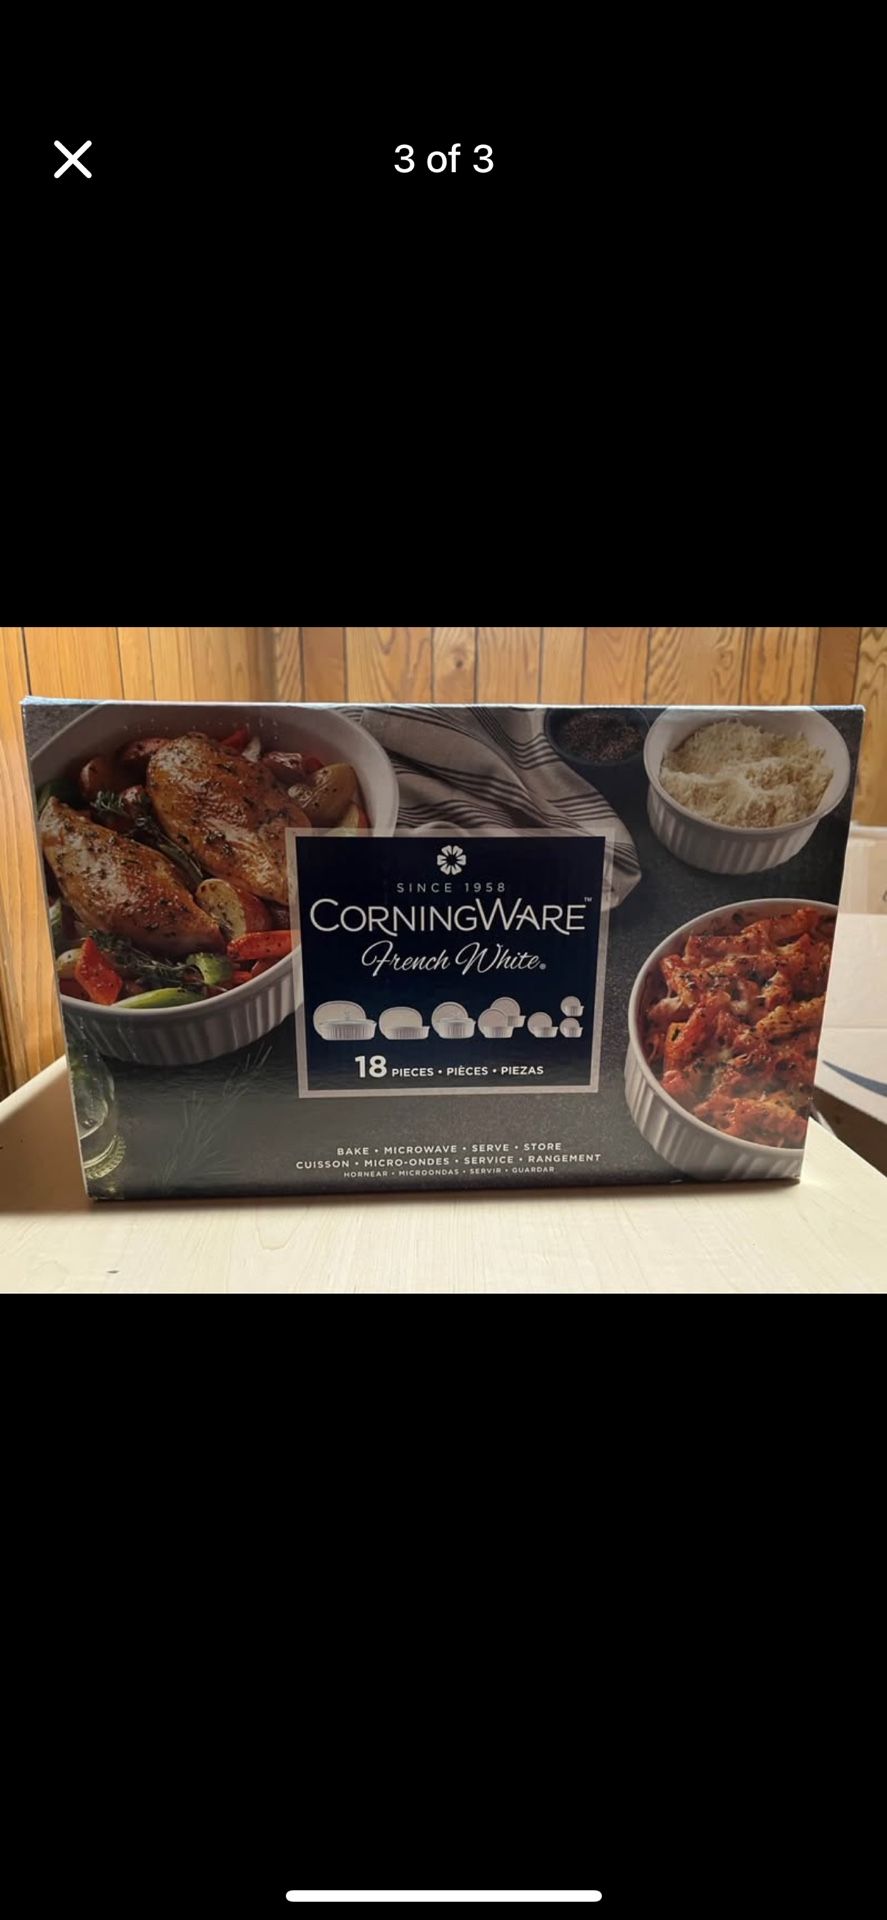 3 of 3
SINCE 1958
CORNINGWARE™
French White®
18 PIECES • PIÈCES • PIEZAS
BAKE • MICROWAVE • SERVE • STORE
CUISSON • MICRO-ONDES • SERVICE • RANGEMENT
HORNEAR • MICROONDAS • SERVIR • GUARDAR